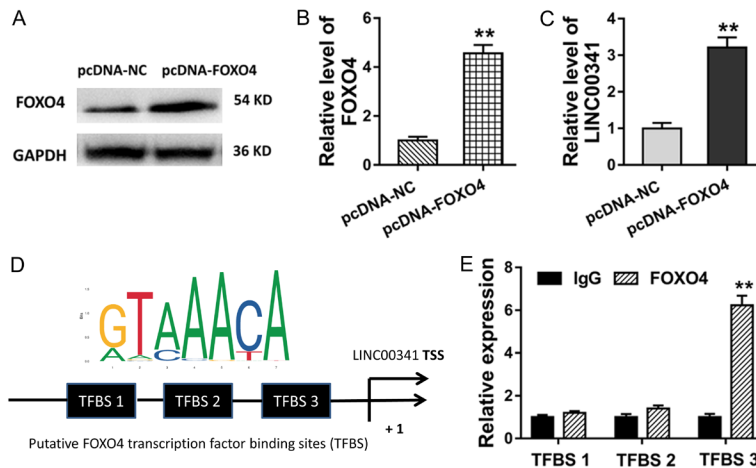 A
pcDNA-NC pcDNA-FOXO4
FOXO4 54 KD
GAPDH 36 KD
B
Relative level of
FOXO4
6
4
2
0
**
pcDNA-NC
pcDNA-FOXO4
C
Relative level of
LINC00341
4
3
2
1
0
**
pcDNA-NC
pcDNA-FOXO4
D
GTAAACA
LINC00341 TSS
TFBS 1 TFBS 2 TFBS 3
+ 1
Putative FOXO4 transcription factor binding sites (TFBS)
E
Relative expression
8
6
4
2
0
IgG FOXO4
**
TFBS 1 TFBS 2 TFBS 3